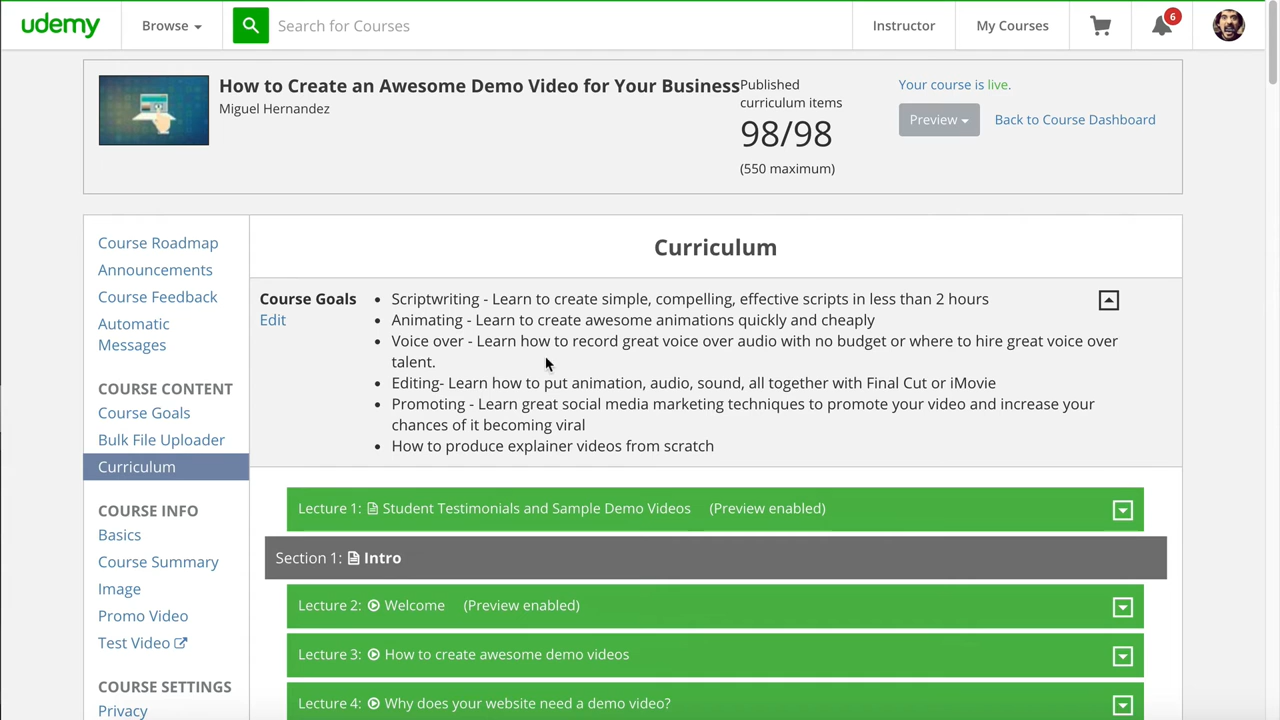 udemy
Browse
Search for Courses
Instructor
My Courses
6
How to Create an Awesome Demo Video for Your Business
Miguel Hernandez
Published
curriculum items
98/98
(550 maximum)
Your course is live.
Preview
Back to Course Dashboard
Course Roadmap
Announcements
Course Feedback
Automatic
Messages
COURSE CONTENT
Course Goals
Bulk File Uploader
Curriculum
COURSE INFO
Basics
Course Summary
Image
Promo Video
Test Video
COURSE SETTINGS
Privacy
Curriculum
Course Goals
Edit
• Scriptwriting - Learn to create simple, compelling, effective scripts in less than 2 hours
• Animating - Learn to create awesome animations quickly and cheaply
• Voice over - Learn how to record great voice over audio with no budget or where to hire great voice over
talent.
• Editing- Learn how to put animation, audio, sound, all together with Final Cut or iMovie
• Promoting - Learn great social media marketing techniques to promote your video and increase your
chances of it becoming viral
• How to produce explainer videos from scratch
Lecture 1: Student Testimonials and Sample Demo Videos (Preview enabled)
Section 1: Intro
Lecture 2: Welcome (Preview enabled)
Lecture 3: How to create awesome demo videos
Lecture 4: Why does your website need a demo video?